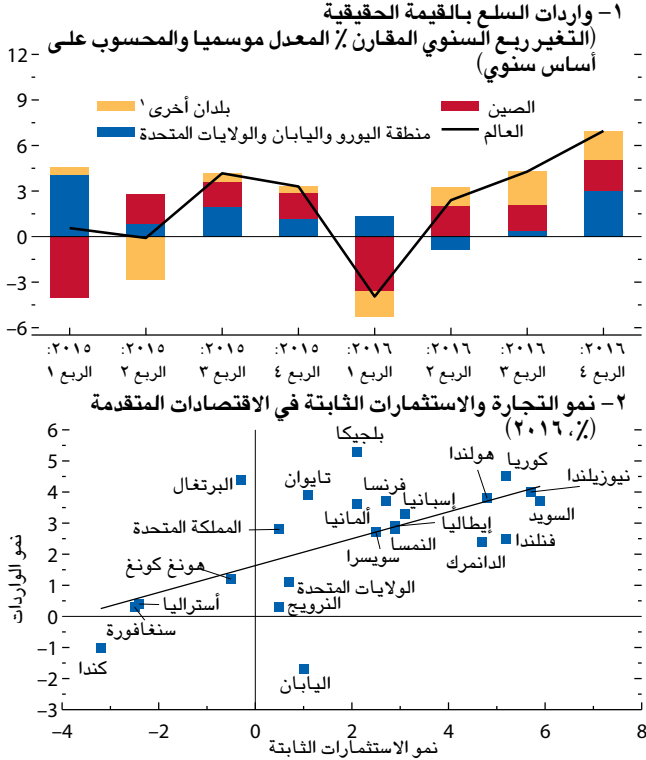 ١- واردات السلع بالقيمة الحقيقية
(التغير ربع السنوي المقارن ٪ المعدل موسميا والمحسوب على
أساس سنوي)
12
9
6
3
0
−3
−6
الصين
بلدان أخرى ١
العالم
منطقة اليورو واليابان والولايات المتحدة
٢٠١٥: ٢٠١٥: ٢٠١٥: ٢٠١٥: ٢٠١٦: ٢٠١٦: ٢٠١٦: ٢٠١٦:
الربع ١ الربع ٢ الربع ٣ الربع ٤ الربع ١ الربع ٢ الربع ٣ الربع ٤
٢- نمو التجارة والاستثمارات الثابتة في الاقتصادات المتقدمة
(٪، ٢٠١٦)
6
5
4
3
2
1
0
−1
−2
−3
نمو الواردات
بلجيكا
كوريا
هولندا
نيوزيلندا
البرتغال
تايوان
فرنسا
إسبانيا
السويد
ألمانيا
المملكة المتحدة
إيطاليا
النمسا
فنلندا
سويسرا
الدانمرك
هونغ كونغ
الولايات المتحدة
أستراليا
النرويج
سنغافورة
كندا
اليابان
−4 −2 0 2 4 6 8
نمو الاستثمارات الثابتة